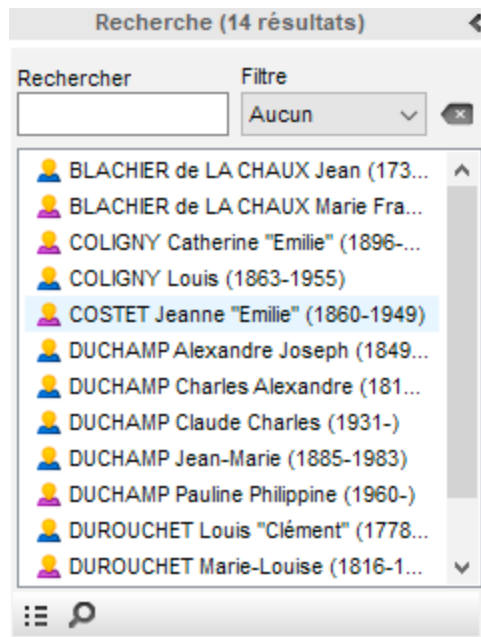 Recherche (14 résultats)
Rechercher
Filtre
Aucun
BLACHIER de LA CHAUX Jean (173...
BLACHIER de LA CHAUX Marie Fra...
COLIGNY Catherine "Emilie" (1896-...
COLIGNY Louis (1863-1955)
COSTET Jeanne "Emilie" (1860-1949)
DUCHAMP Alexandre Joseph (1849...
DUCHAMP Charles Alexandre (181...
DUCHAMP Claude Charles (1931-)
DUCHAMP Jean-Marie (1885-1983)
DUCHAMP Pauline Philippine (1960-)
DUROUCHET Louis "Clément" (1778...
DUROUCHET Marie-Louise (1816-1...